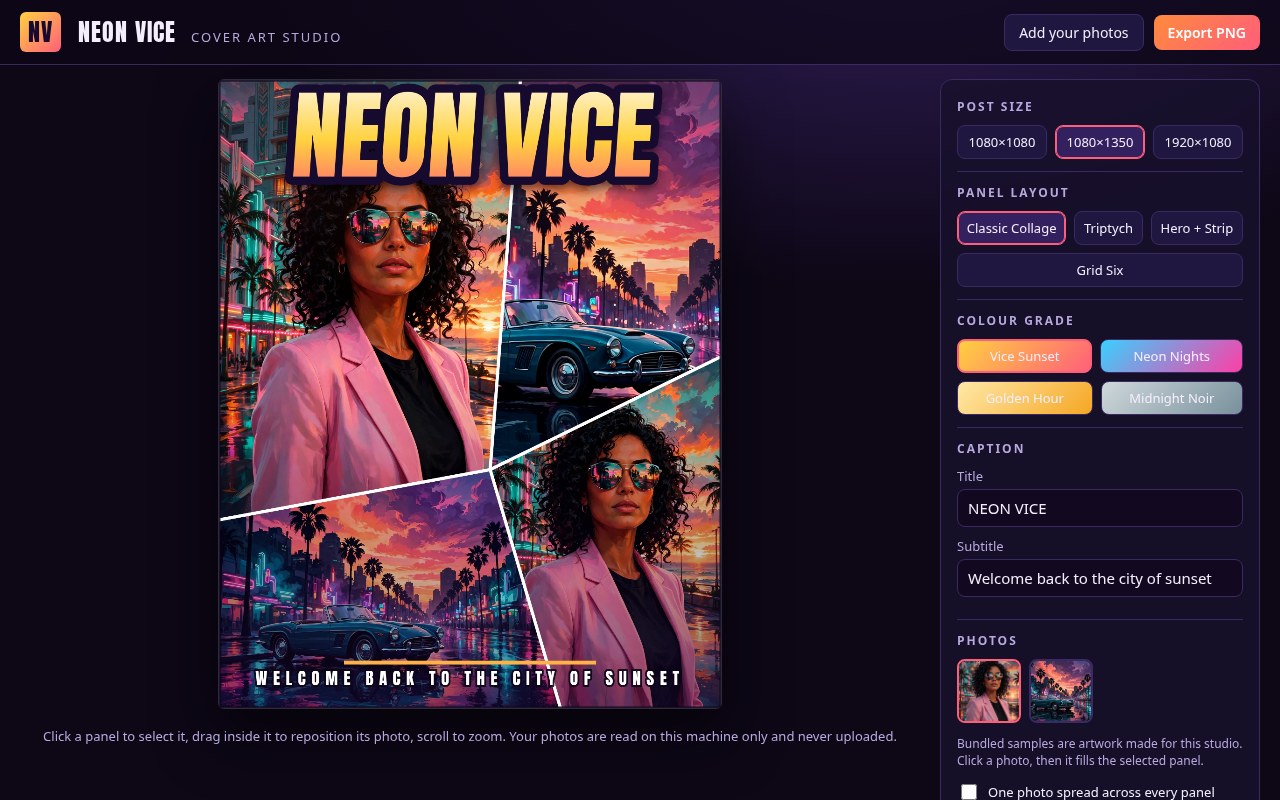 NV NEON VICE COVER ART STUDIO Add your photos Export PNG
NEON VICE
WELCOME BACK TO THE CITY OF SUNSET
Click a panel to select it, drag inside it to reposition its photo, scroll to zoom. Your photos are read on this machine only and never uploaded.
POST SIZE
1080×1080 1080×1350 1920×1080
PANEL LAYOUT
Classic Collage Triptych Hero + Strip
Grid Six
COLOUR GRADE
Vice Sunset Neon Nights
Golden Hour Midnight Noir
CAPTION
Title
NEON VICE
Subtitle
Welcome back to the city of sunset
PHOTOS
Bundled samples are artwork made for this studio.
Click a photo, then it fills the selected panel.
One photo spread across every panel